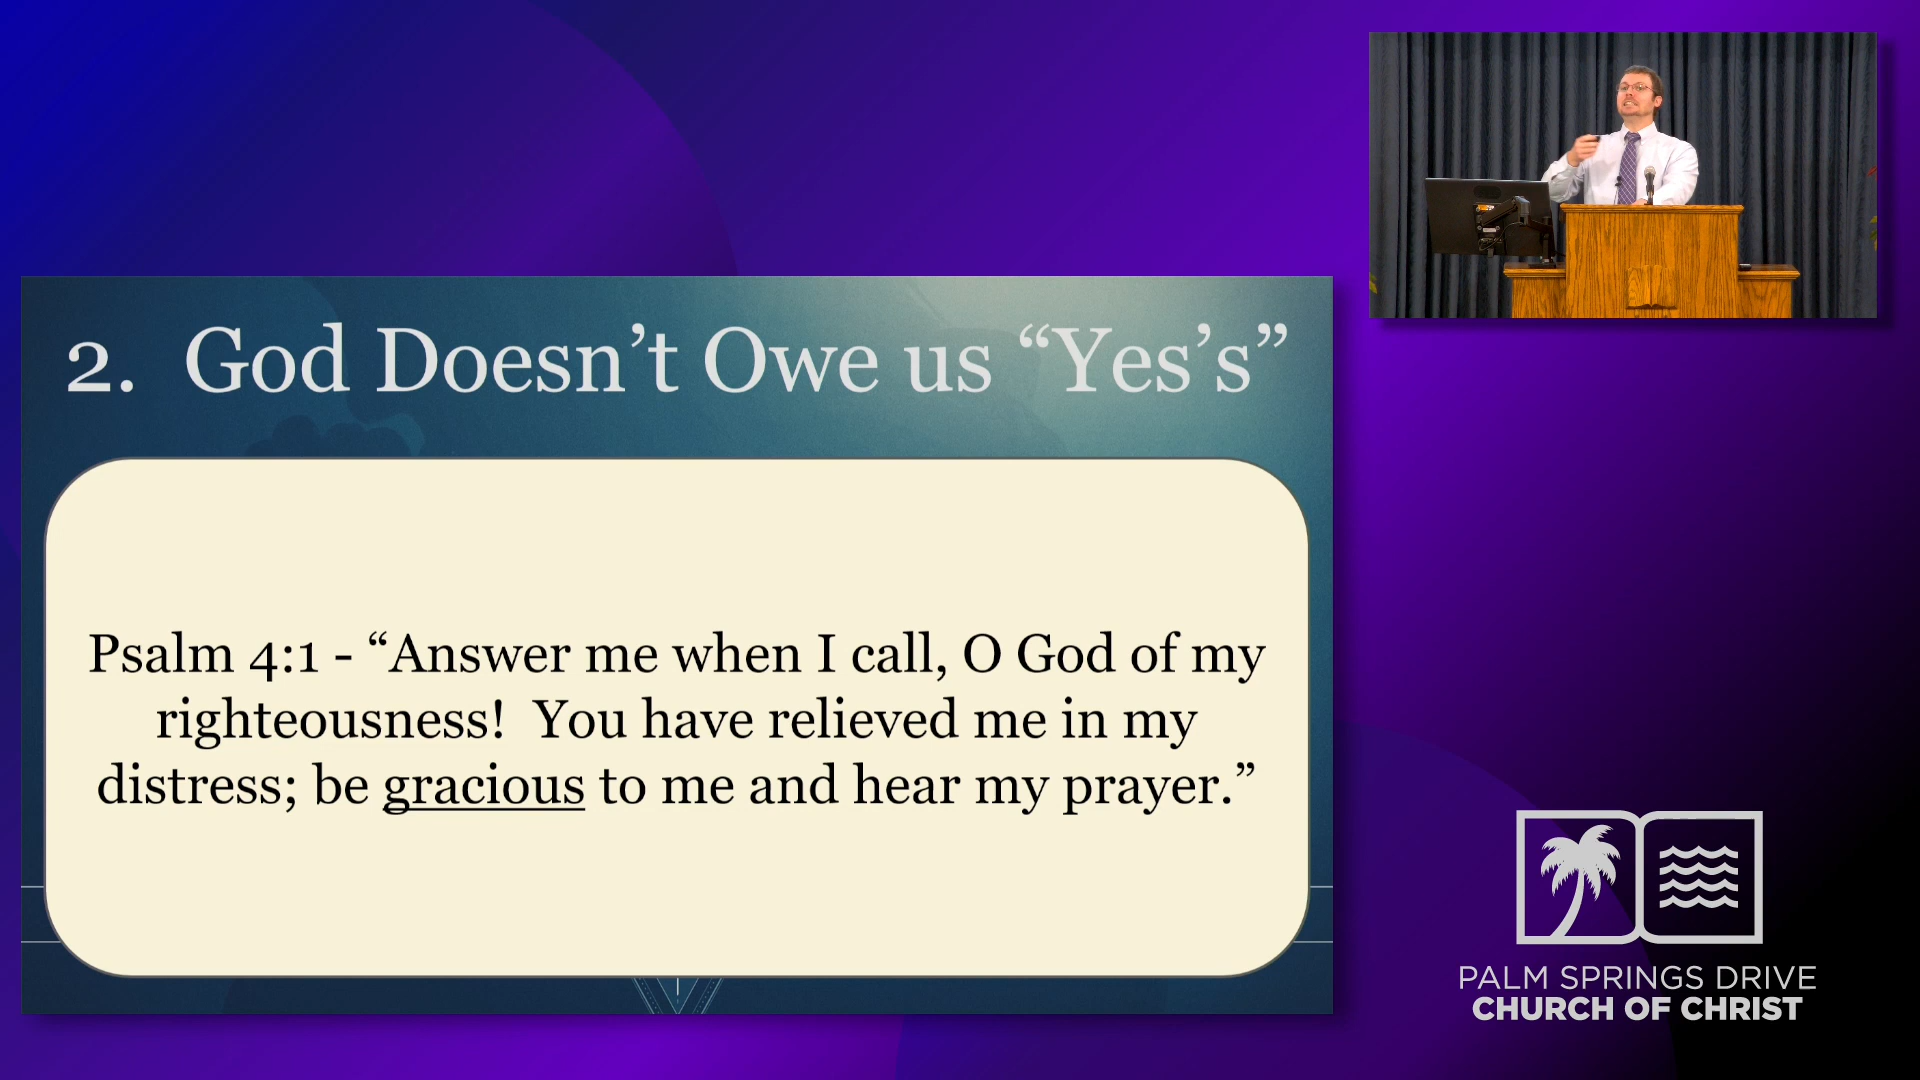 2. God Doesn’t Owe us “Yes’s”
Psalm 4:1 - “Answer me when I call, O God of my
righteousness! You have relieved me in my
distress; be gracious to me and hear my prayer.”
PALM SPRINGS DRIVE
CHURCH OF CHRIST